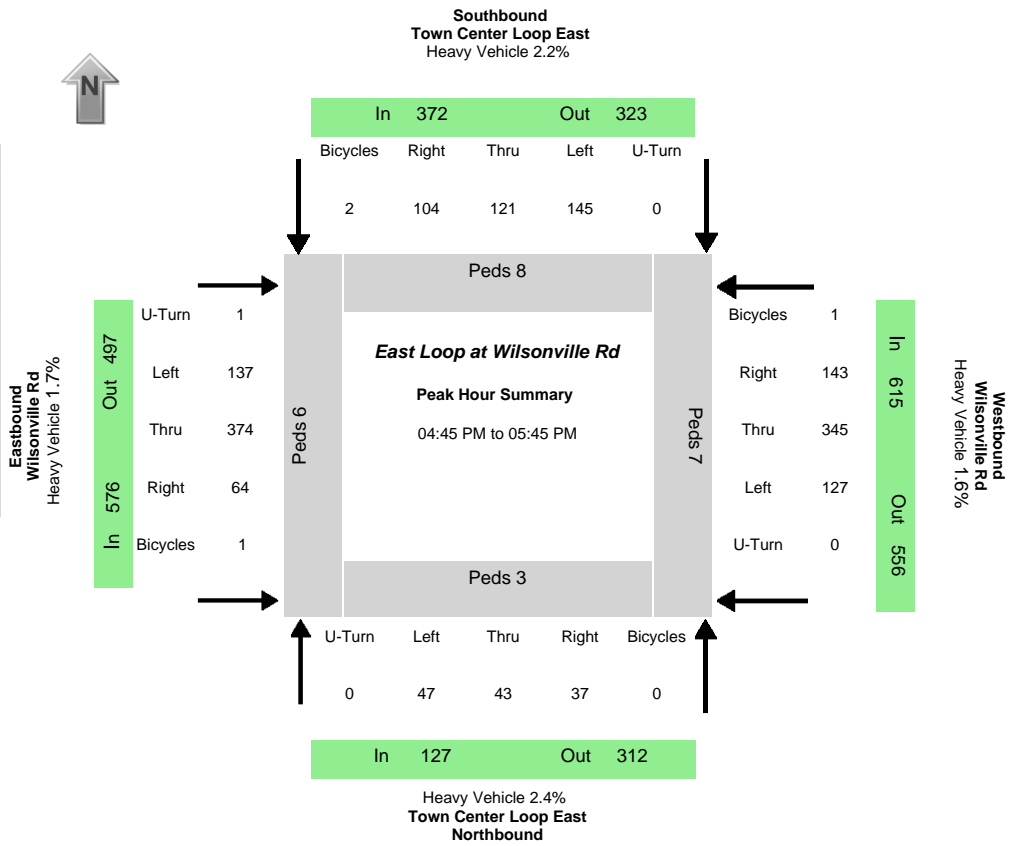 Southbound
Town Center Loop East
Heavy Vehicle 2.2%
N
In 372 Out 323
Bicycles Right Thru Left U-Turn
2 104 121 145 0
Peds 8
Eastbound
Wilsonville Rd
Heavy Vehicle 1.7%
Out 497
In 576
U-Turn 1
Left 137
Thru 374
Right 64
Bicycles 1
Peds 6
East Loop at Wilsonville Rd
Peak Hour Summary
04:45 PM to 05:45 PM
Peds 7
Bicycles 1
Right 143
Thru 345
Left 127
U-Turn 0
In 615
Out 556
Westbound
Wilsonville Rd
Heavy Vehicle 1.6%
Peds 3
U-Turn Left Thru Right Bicycles
0 47 43 37 0
In 127 Out 312
Heavy Vehicle 2.4%
Town Center Loop East
Northbound